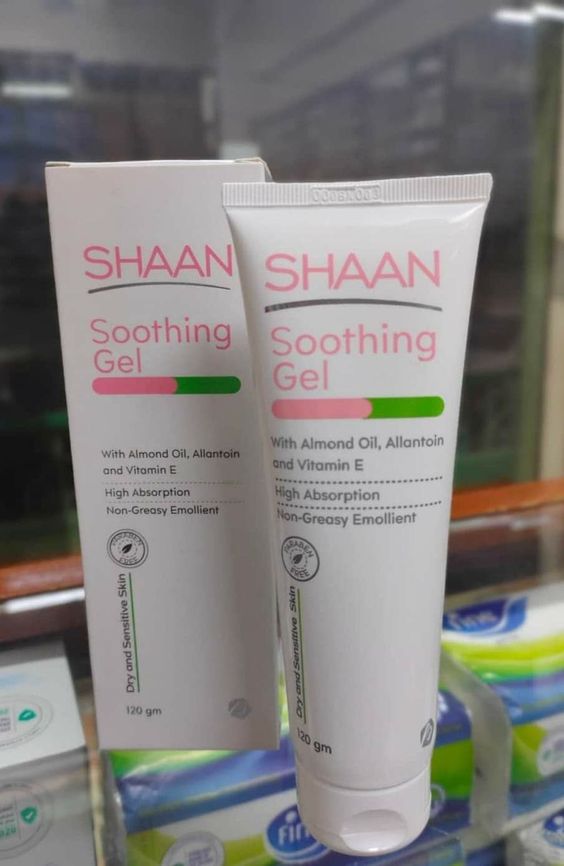 SHAAN
Soothing
Gel
With Almond Oil, Allantoin
and Vitamin E
High Absorption
Non-Greasy Emollient
PARABEN
FREE
Dry and Sensitive Skin
120 gm
SHAAN
Soothing
Gel
With Almond Oil, Allantoin
and Vitamin E
High Absorption
Non-Greasy Emollient
PARABEN
FREE
Dry and Sensitive Skin
120 gm
fine